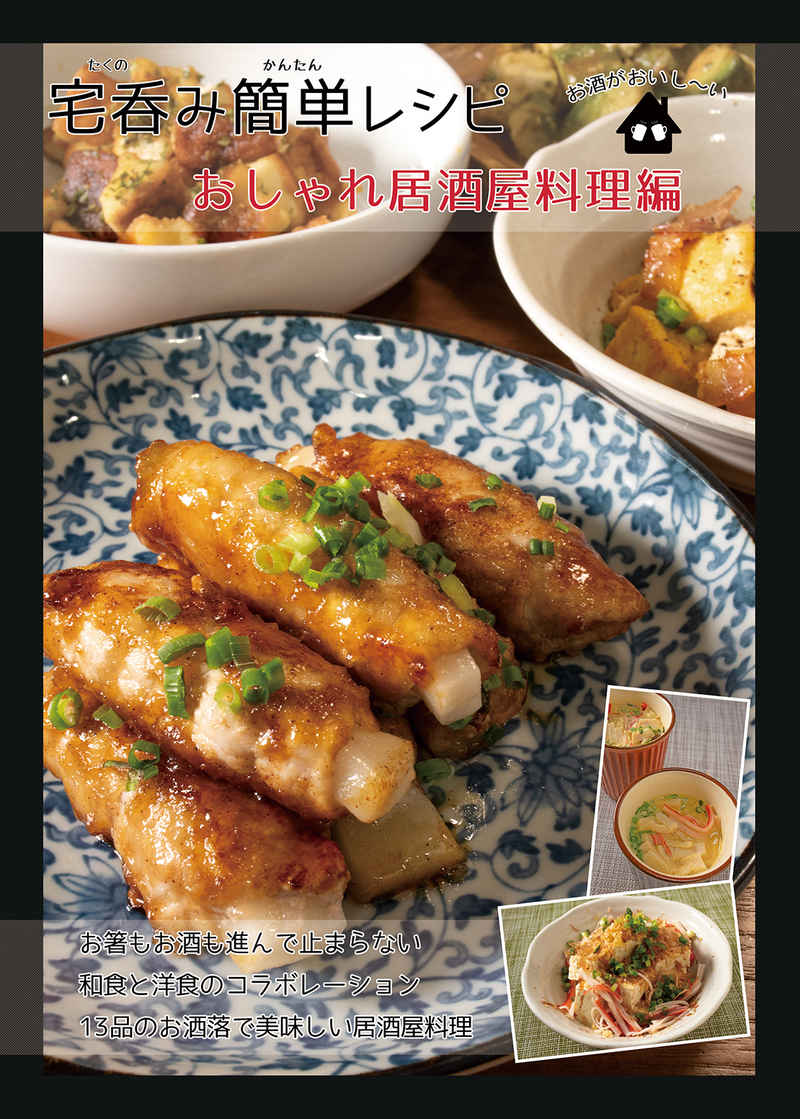 たくの かんたん
宅呑み簡単レシピ
お酒がおいし～い
おしゃれ居酒屋料理編
お箸もお酒も進んで止まらない
和食と洋食のコラボレーション
13品のお洒落で美味しい居酒屋料理